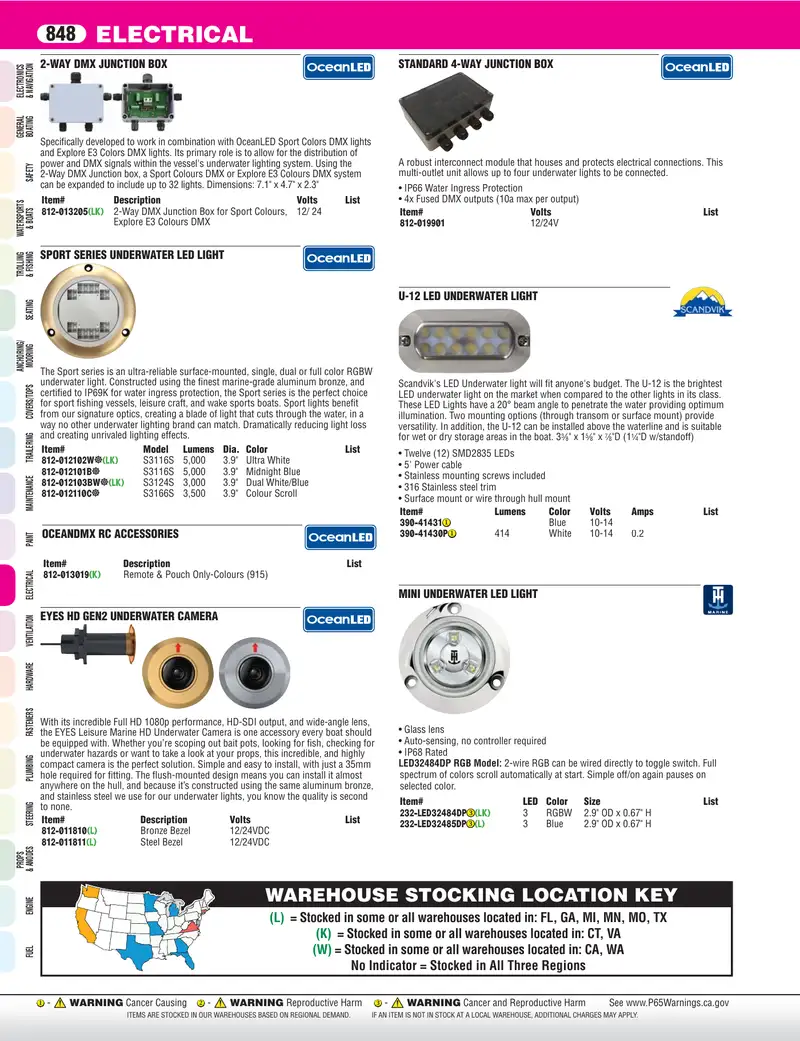 848 ELECTRICAL
ELECTRONICS
& NAVIGATION
GENERAL
BOATING
SAFETY
WATERSPORTS
& BOATS
TROLLING
& FISHING
SEATING
ANCHORING/
MOORING
COVERS/TOPS
TRAILERING
MAINTENANCE
PAINT
ELECTRICAL
VENTILATION
HARDWARE
FASTENERS
PLUMBING
STEERING
PROPS
& ANODES
ENGINE
FUEL
2-WAY DMX JUNCTION BOX
OceanLED
Specifically developed to work in combination with OceanLED Sport Colors DMX lights
and Explore E3 Colors DMX lights. Its primary role is to allow for the distribution of
power and DMX signals within the vessel's underwater lighting system. Using the
2-Way DMX Junction box, a Sport Colours DMX or Explore E3 Colours DMX system
can be expanded to include up to 32 lights. Dimensions: 7.1" x 4.7" x 2.3"
Item# Description Volts List
812-013205(LK) 2-Way DMX Junction Box for Sport Colours, 12/ 24
Explore E3 Colours DMX
SPORT SERIES UNDERWATER LED LIGHT
OceanLED
The Sport series is an ultra-reliable surface-mounted, single, dual or full color RGBW
underwater light. Constructed using the finest marine-grade aluminum bronze, and
certified to IP69K for water ingress protection, the Sport series is the perfect choice
for sport fishing vessels, leisure craft, and wake sports boats. Sport lights benefit
from our signature optics, creating a blade of light that cuts through the water, in a
way no other underwater lighting brand can match. Dramatically reducing light loss
and creating unrivaled lighting effects.
Item# Model Lumens Dia. Color List
812-012102W(LK) S3116S 5,000 3.9" Ultra White
812-012101B S3116S 5,000 3.9" Midnight Blue
812-012103BW(LK) S3124S 3,000 3.9" Dual White/Blue
812-012110C S3166S 3,500 3.9" Colour Scroll
OCEANDMX RC ACCESSORIES
OceanLED
Item# Description List
812-013019(K) Remote & Pouch Only-Colours (915)
EYES HD GEN2 UNDERWATER CAMERA
OceanLED
With its incredible Full HD 1080p performance, HD-SDI output, and wide-angle lens,
the EYES Leisure Marine HD Underwater Camera is one accessory every boat should
be equipped with. Whether you're scoping out bait pots, looking for fish, checking for
underwater hazards or want to take a look at your props, this incredible, and highly
compact camera is the perfect solution. Simple and easy to install, with just a 35mm
hole required for fitting. The flush-mounted design means you can install it almost
anywhere on the hull, and because it's constructed using the same aluminum bronze,
and stainless steel we use for our underwater lights, you know the quality is second
to none.
Item# Description Volts List
812-011810(L) Bronze Bezel 12/24VDC
812-011811(L) Steel Bezel 12/24VDC
STANDARD 4-WAY JUNCTION BOX
OceanLED
A robust interconnect module that houses and protects electrical connections. This
multi-outlet unit allows up to four underwater lights to be connected.
• IP66 Water Ingress Protection
• 4x Fused DMX outputs (10a max per output)
Item# Volts List
812-019901 12/24V
U-12 LED UNDERWATER LIGHT
SCANDVIK
Scandvik's LED Underwater light will fit anyone's budget. The U-12 is the brightest
LED underwater light on the market when compared to the other lights in its class.
These LED Lights have a 20° beam angle to penetrate the water providing optimum
illumination. Two mounting options (through transom or surface mount) provide
versatility. In addition, the U-12 can be installed above the waterline and is suitable
• Twelve (12) SMD2835 LEDs
• 5' Power cable
• Stainless mounting screws included
• 316 Stainless steel trim
• Surface mount or wire through hull mount
Item# Lumens Color Volts Amps List
390-41431 1 Blue 10-14
390-41430P 1 414 White 10-14 0.2
MINI UNDERWATER LED LIGHT
TH
MARINE
• Glass lens
• Auto-sensing, no controller required
• IP68 Rated
LED32484DP RGB Model: 2-wire RGB can be wired directly to toggle switch. Full
spectrum of colors scroll automatically at start. Simple off/on again pauses on
selected color.
Item# LED Color Size List
232-LED32484DP 3 (LK) 3 RGBW 2.9" OD x 0.67" H
232-LED32485DP 3 (L) 3 Blue 2.9" OD x 0.67" H
WAREHOUSE STOCKING LOCATION KEY
(L) = Stocked in some or all warehouses located in: FL, GA, MI, MN, MO, TX
(K) = Stocked in some or all warehouses located in: CT, VA
(W) = Stocked in some or all warehouses located in: CA, WA
No Indicator = Stocked in All Three Regions
1 - WARNING Cancer Causing 2 - WARNING Reproductive Harm 3 - WARNING Cancer and Reproductive Harm See www.P65Warnings.ca.gov
ITEMS ARE STOCKED IN OUR WAREHOUSES BASED ON REGIONAL DEMAND. IF AN ITEM IS NOT IN STOCK AT A LOCAL WAREHOUSE, ADDITIONAL CHARGES MAY APPLY.